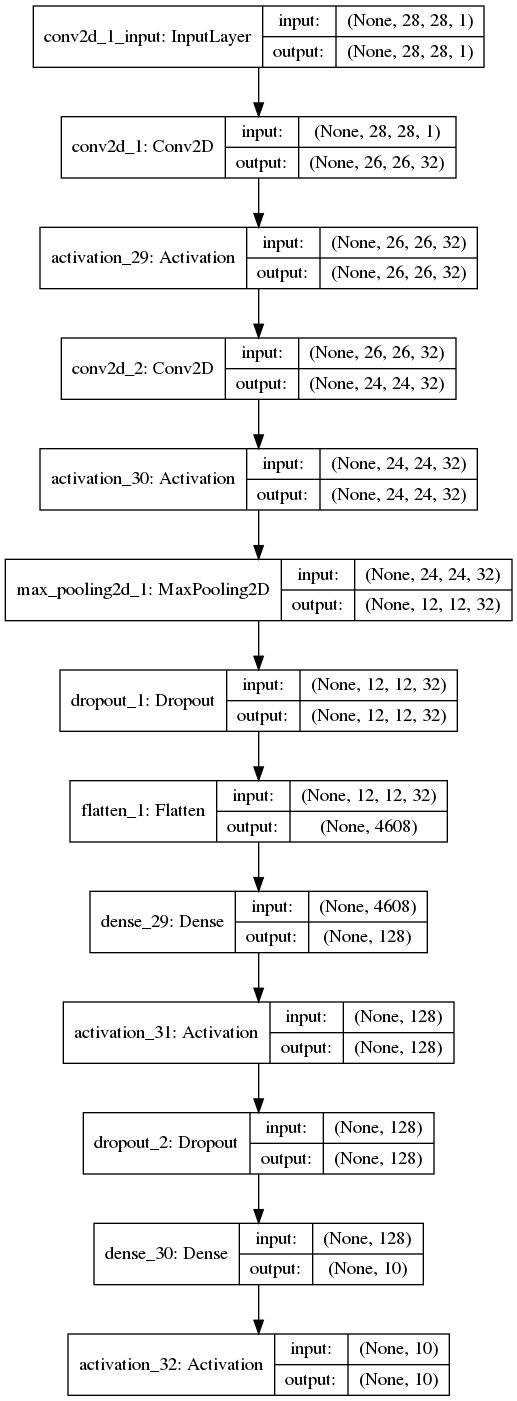 conv2d_1_input: InputLayer
input: (None, 28, 28, 1)
output: (None, 28, 28, 1)
conv2d_1: Conv2D
input: (None, 28, 28, 1)
output: (None, 26, 26, 32)
activation_29: Activation
input: (None, 26, 26, 32)
output: (None, 26, 26, 32)
conv2d_2: Conv2D
input: (None, 26, 26, 32)
output: (None, 24, 24, 32)
activation_30: Activation
input: (None, 24, 24, 32)
output: (None, 24, 24, 32)
max_pooling2d_1: MaxPooling2D
input: (None, 24, 24, 32)
output: (None, 12, 12, 32)
dropout_1: Dropout
input: (None, 12, 12, 32)
output: (None, 12, 12, 32)
flatten_1: Flatten
input: (None, 12, 12, 32)
output: (None, 4608)
dense_29: Dense
input: (None, 4608)
output: (None, 128)
activation_31: Activation
input: (None, 128)
output: (None, 128)
dropout_2: Dropout
input: (None, 128)
output: (None, 128)
dense_30: Dense
input: (None, 128)
output: (None, 10)
activation_32: Activation
input: (None, 10)
output: (None, 10)